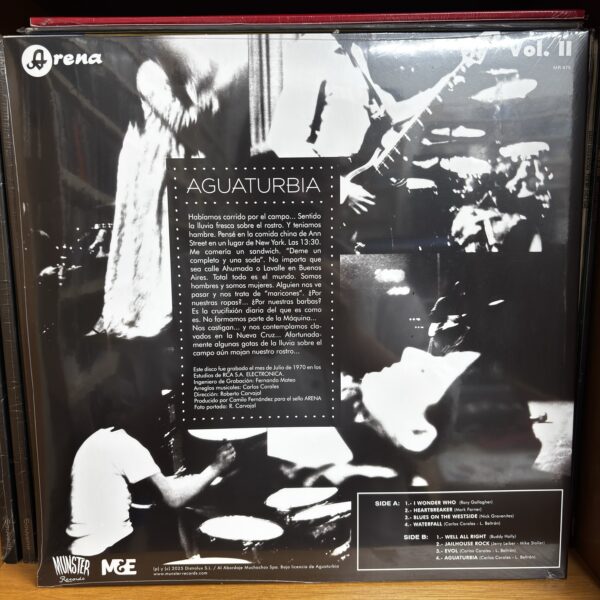 Arena
Vol. II
AGUATURBIA
Hablamos corrido por el campo... Sentido
la lluvia fresca sobre el rostro. Y teníamos
hambre. Pensé en la comida china de Ann
Street en un lugar de New York. Las 13:30.
Me comería un sandwich. "Deme un
completo y una soda". No importa que
sea calle Ahumada o Lavalle en Buenos
Aires. Total todo es el mundo. Somos
hombres y somos mujeres. Alguien nos ve
pasar y nos trata de "maricones". ¿Por
nuestras ropas?... ¿Por nuestras barbas?
Es la crucifixión diaria del que es como
es. No formamos parte de la Máquina...
Nos castigan... y nos contemplamos cla-
vados en la Nueva Cruz... Afortunada-
mente algunas gotas de la lluvia sobre el
campo aún mojan nuestro rostro...
Este disco fue grabado el mes de Julio de 1970 en los
Estudios de RCA S.A. ELECTRONICA.
Ingeniero de Grabación: Fernando Mateo
Arreglos musicales: Carlos Corales
Dirección: Roberto Carvajal
Producido por Camilo Fernández para el sello ARENA
Foto portada: R. Carvajal
SIDE A: 1.- I WONDER WHO (Rory Gallagher)
2.- HEARTBREAKER (Mark Farner)
3.- BLUES ON THE WESTSIDE (Nick Gravenites)
4.- WATERFALL (Carlos Corales - L. Beltrán)
SIDE B: 1.- WELL ALL RIGHT (Buddy Holly)
2.- JAILHOUSE ROCK (Jerry Leiber - Mike Stoller)
3.- EVOL (Carlos Corales - L. Beltrán)
4.- AGUATURBIA (Carlos Corales - L. Beltrán)
MUNSTER
Records
M&E
(p) y (c) 2025 Distrolux S.L. / Al Abordaje Muchachos Spa. Bajo licencia de Aguaturbia
www.munster-records.com